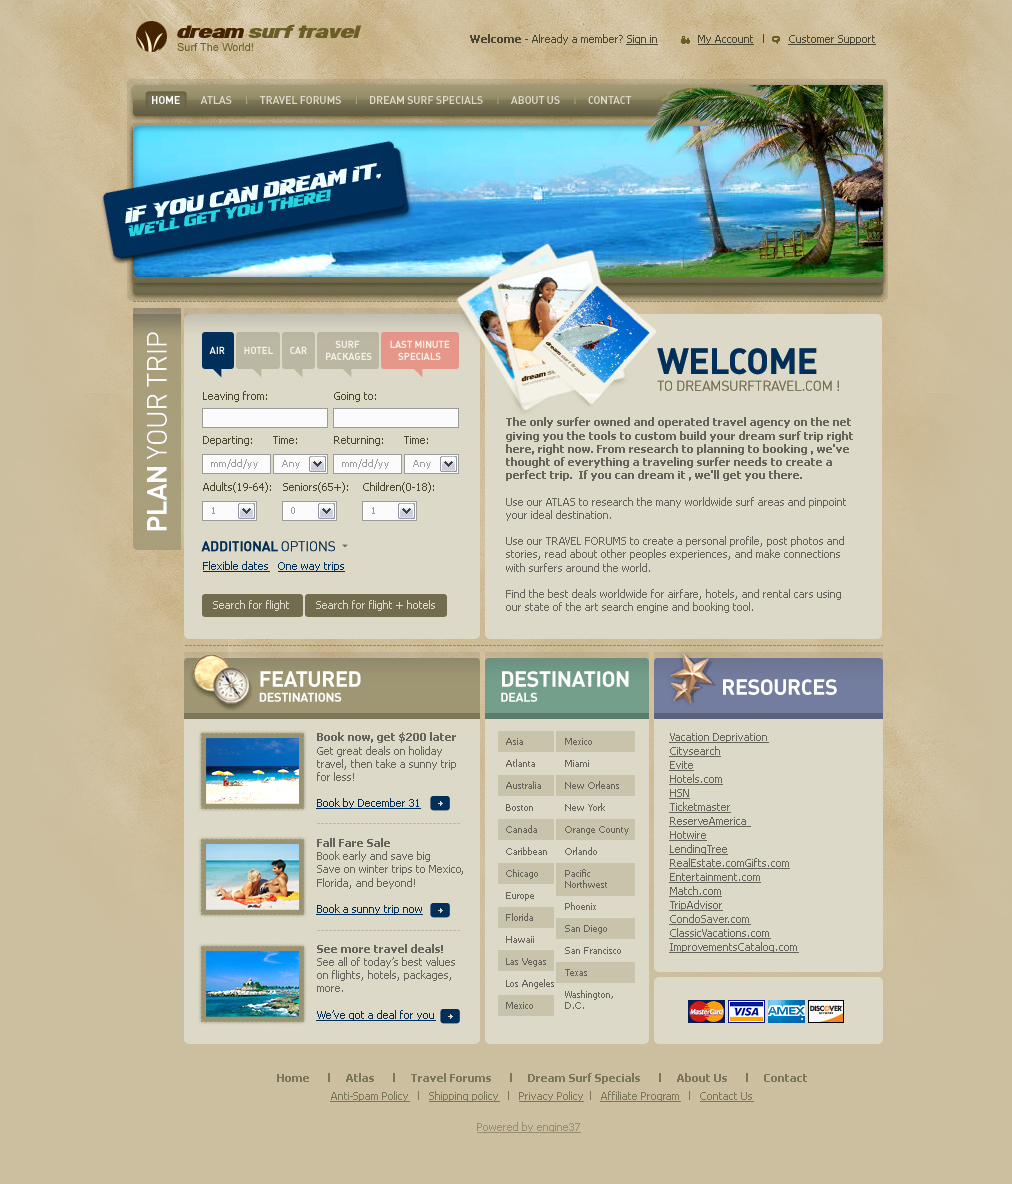 dream surf travel
Surf The World!
Welcome - Already a member? Sign in
My Account
Customer Support
HOME
ATLAS
TRAVEL FORUMS
DREAM SURF SPECIALS
ABOUT US
CONTACT
IF YOU CAN DREAM IT.
WE'LL GET YOU THERE!
PLAN YOUR TRIP
AIR
HOTEL
CAR
SURF
PACKAGES
LAST MINUTE
SPECIALS
Leaving from:
Going to:
Departing:
Time:
Returning:
Time:
mm/dd/yy
Any
mm/dd/yy
Any
Adults(19-64):
Seniors(65+):
Children(0-18):
1
0
1
ADDITIONAL OPTIONS
Flexible dates
One way trips
Search for flight
Search for flight + hotels
WELCOME
TO DREAMSURFTRAVEL.COM !
The only surfer owned and operated travel agency on the net
giving you the tools to custom build your dream surf trip right
here, right now. From research to planning to booking , we've
thought of everything a traveling surfer needs to create a
perfect trip. If you can dream it , we'll get you there.
Use our ATLAS to research the many worldwide surf areas and pinpoint
your ideal destination.
Use our TRAVEL FORUMS to create a personal profile, post photos and
stories, read about other peoples experiences, and make connections
with surfers around the world.
Find the best deals worldwide for airfare, hotels, and rental cars using
our state of the art search engine and booking tool.
FEATURED
DESTINATIONS
Book now, get $200 later
Get great deals on holiday
travel, then take a sunny trip
for less!
Book by December 31
Fall Fare Sale
Book early and save big
Save on winter trips to Mexico,
Florida, and beyond!
Book a sunny trip now
See more travel deals!
See all of today's best values
on flights, hotels, packages,
more.
We've got a deal for you
DESTINATION
DEALS
Asia
Atlanta
Australia
Boston
Canada
Caribbean
Chicago
Europe
Florida
Hawaii
Las Vegas
Los Angeles
Mexico
Mexico
Miami
New Orleans
New York
Orange County
Orlando
Pacific
Northwest
Phoenix
San Diego
San Francisco
Texas
Washington,
D.C.
RESOURCES
Vacation Deprivation
Citysearch
Evite
Hotels.com
HSN
Ticketmaster
ReserveAmerica
Hotwire
LendingTree
RealEstate.comGifts.com
Entertainment.com
Match.com
TripAdvisor
CondoSaver.com
ClassicVacations.com
ImprovementsCatalog.com
MasterCard
VISA
AMEX
DISCOVER
Home
Atlas
Travel Forums
Dream Surf Specials
About Us
Contact
Anti-Spam Policy
Shipping policy
Privacy Policy
Affiliate Program
Contact Us
Powered by engine37